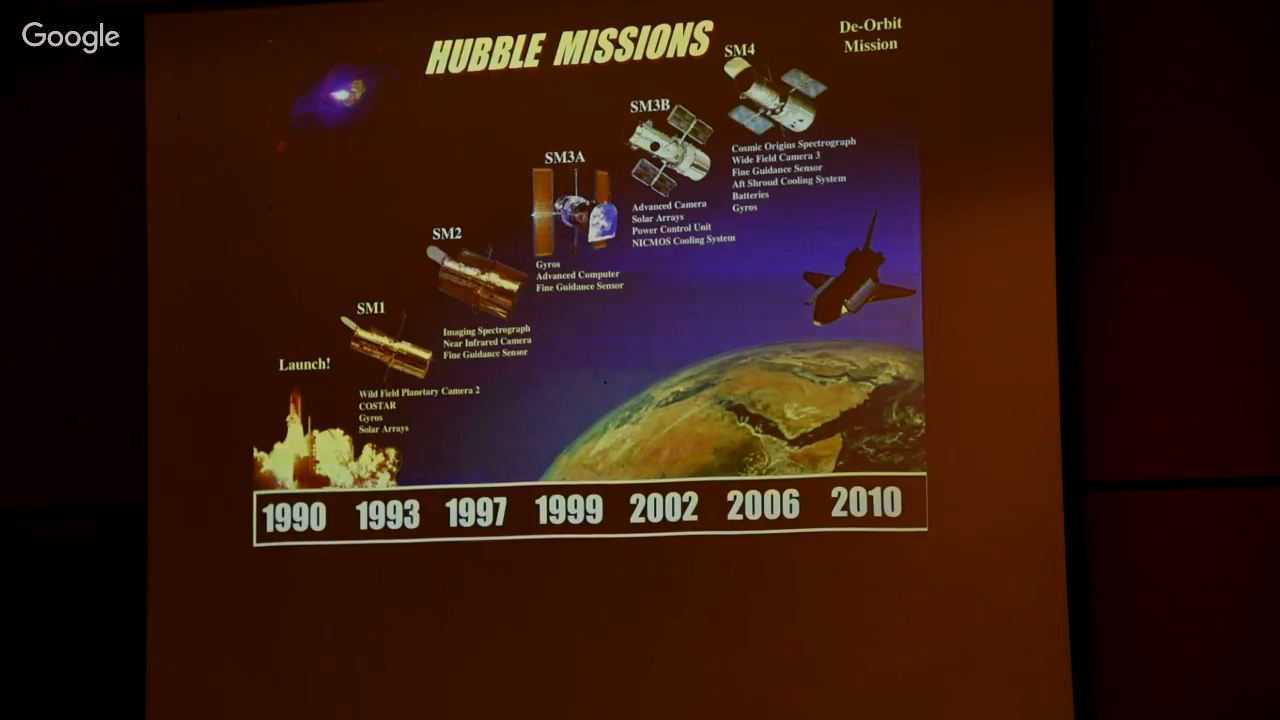 Google
HUBBLE MISSIONS
De-Orbit
Mission
SM4
Cosmic Origins Spectrograph
Wide Field Camera 3
Fine Guidance Sensor
Aft Shroud Cooling System
Batteries
Gyros
SM3B
Advanced Camera
Solar Arrays
Power Control Unit
NICMOS Cooling System
SM3A
Gyros
Advanced Computer
Fine Guidance Sensor
SM2
Imaging Spectrograph
Near Infrared Camera
Fine Guidance Sensor
SM1
Wild Field Planetary Camera 2
COSTAR
Gyros
Solar Arrays
Launch!
1990 1993 1997 1999 2002 2006 2010